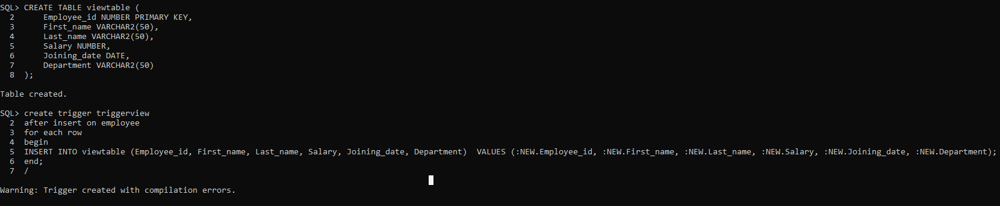 SQL> CREATE TABLE viewtable (
  2      Employee_id NUMBER PRIMARY KEY,
  3      First_name VARCHAR2(50),
  4      Last_name VARCHAR2(50),
  5      Salary NUMBER,
  6      Joining_date DATE,
  7      Department VARCHAR2(50)
  8  );
Table created.
SQL> create trigger triggerview
  2  after insert on employee
  3  for each row
  4  begin
  5  INSERT INTO viewtable (Employee_id, First_name, Last_name, Salary, Joining_date, Department)  VALUES (:NEW.Employee_id, :NEW.First_name, :NEW.Last_name, :NEW.Salary, :NEW.Joining_date, :NEW.Department);
  6  end;
  7  /
Warning: Trigger created with compilation errors.